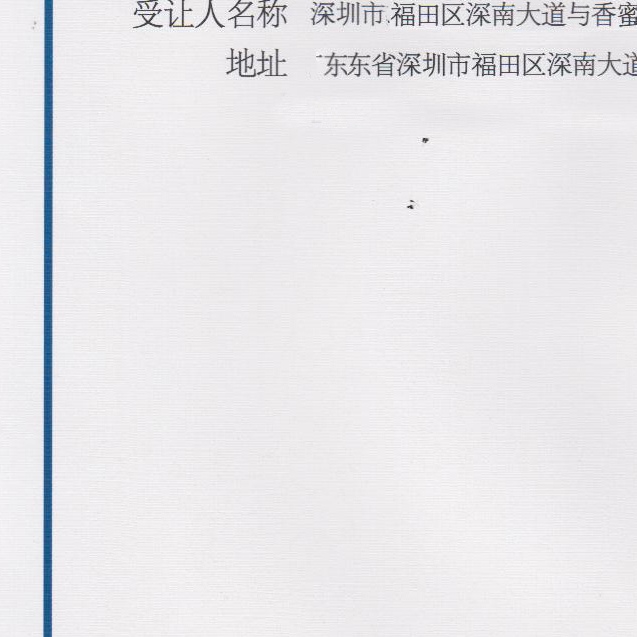 受让人名称 深圳市福田区深南大道与香蜜
地址 东东省深圳市福田区深南大道